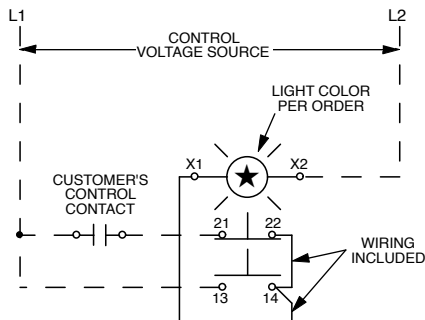 L1
L2
CONTROL
VOLTAGE SOURCE
LIGHT COLOR
PER ORDER
X1
X2
CUSTOMER'S
CONTROL
CONTACT
21
22
WIRING
INCLUDED
13
14